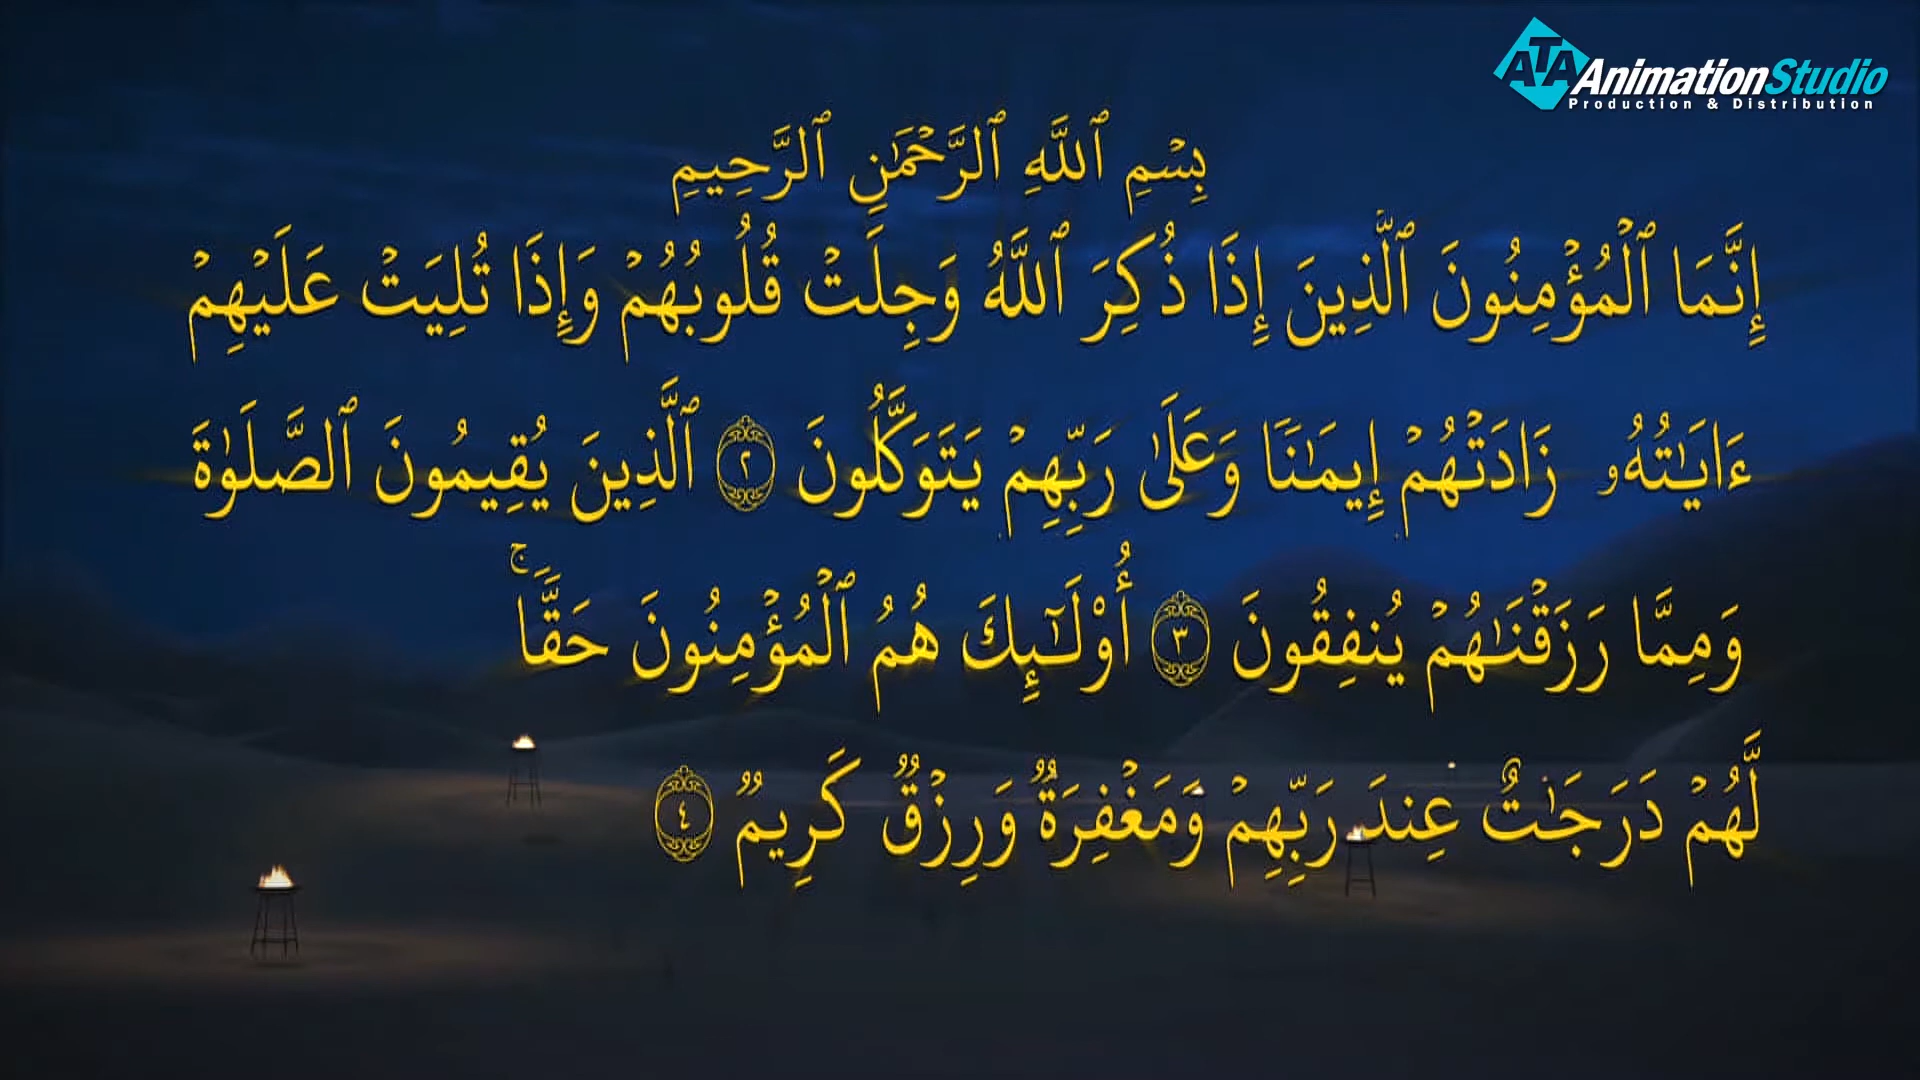 ATA AnimationStudio
Production & Distribution
بِسْمِ ٱللَّهِ ٱلرَّحْمَٰنِ ٱلرَّحِيمِ
إِنَّمَا ٱلْمُؤْمِنُونَ ٱلَّذِينَ إِذَا ذُكِرَ ٱللَّهُ وَجِلَتْ قُلُوبُهُمْ وَإِذَا تُلِيَتْ عَلَيْهِمْ
ءَايَٰتُهُۥ زَادَتْهُمْ إِيمَٰنًا وَعَلَىٰ رَبِّهِمْ يَتَوَكَّلُونَ ٢ ٱلَّذِينَ يُقِيمُونَ ٱلصَّلَوٰةَ
وَمِمَّا رَزَقْنَٰهُمْ يُنفِقُونَ ٣ أُو۟لَٰٓئِكَ هُمُ ٱلْمُؤْمِنُونَ حَقًّا ۚ
لَّهُمْ دَرَجَٰتٌ عِندَ رَبِّهِمْ وَمَغْفِرَةٌ وَرِزْقٌ كَرِيمٌ ٤